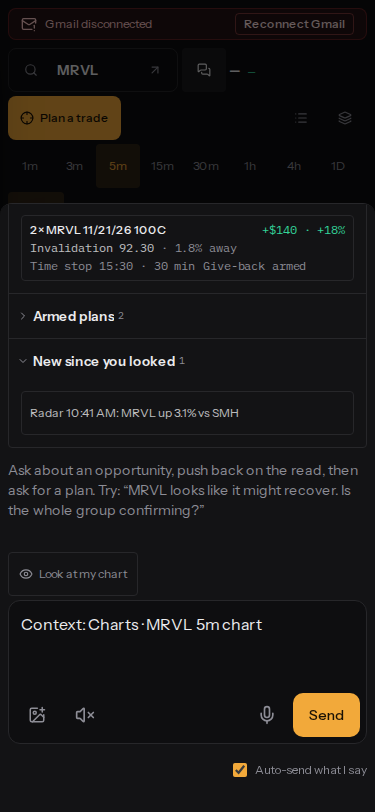 Gmail disconnected
Reconnect Gmail
MRVL
Plan a trade
1m 3m 5m 15m 30m 1h 4h 1D
2×MRVL 11/21/26 100C +$140 · +18%
Invalidation 92.30 · 1.8% away
Time stop 15:30 · 30 min Give-back armed
Armed plans 2
New since you looked 1
Radar 10:41 AM: MRVL up 3.1% vs SMH
Ask about an opportunity, push back on the read, then
ask for a plan. Try: “MRVL looks like it might recover. Is
the whole group confirming?”
Look at my chart
Context: Charts · MRVL 5m chart
Send
Auto-send what I say